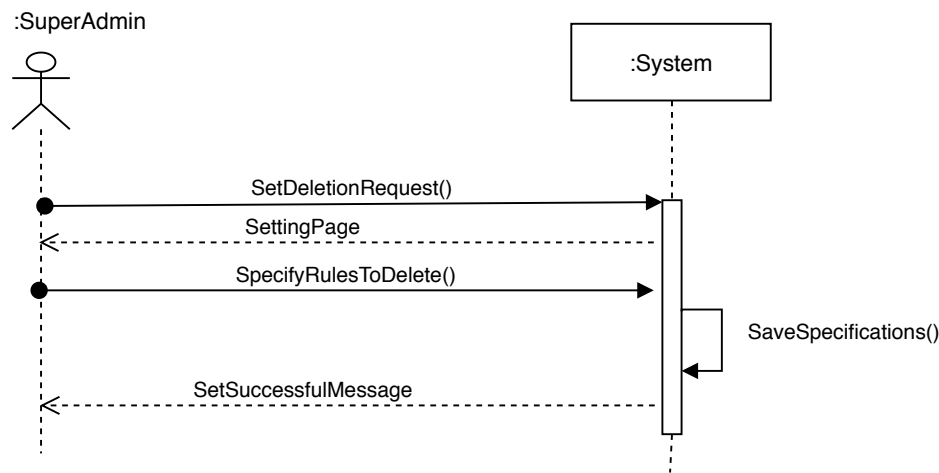 :SuperAdmin
:System
SetDeletionRequest()
SettingPage
SpecifyRulesToDelete()
SaveSpecifications()
SetSuccessfulMessage